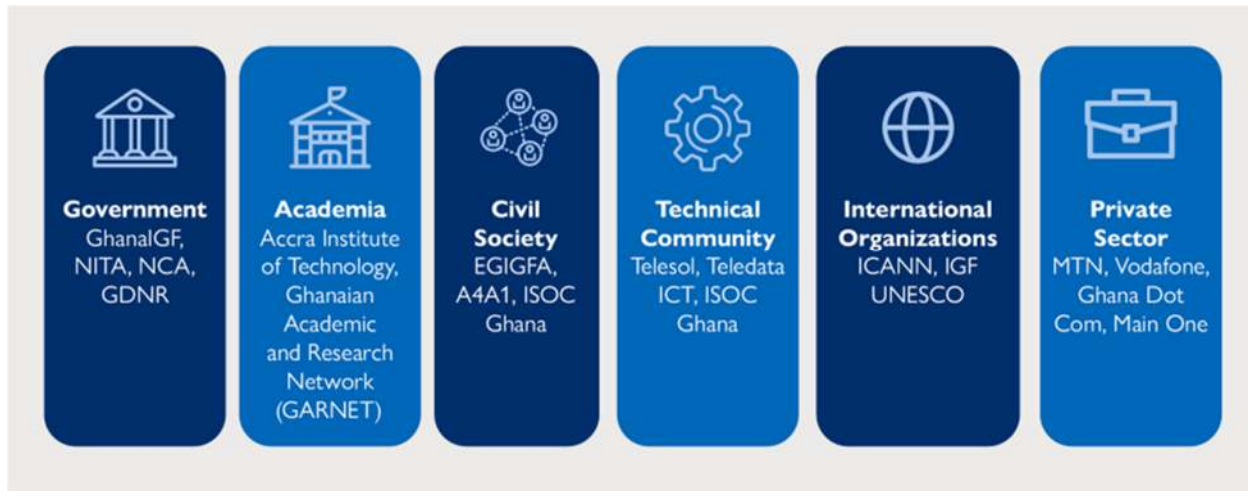 Government
GhanaIGF,
NITA, NCA,
GDNR
Academia
Accra Institute
of Technology,
Ghanaian
Academic
and Research
Network
(GARNET)
Civil
Society
EGIGFA,
A4A1, ISOC
Ghana
Technical
Community
Telesol, Teledata
ICT, ISOC
Ghana
International
Organizations
ICANN, IGF
UNESCO
Private
Sector
MTN, Vodafone,
Ghana Dot
Com, Main One